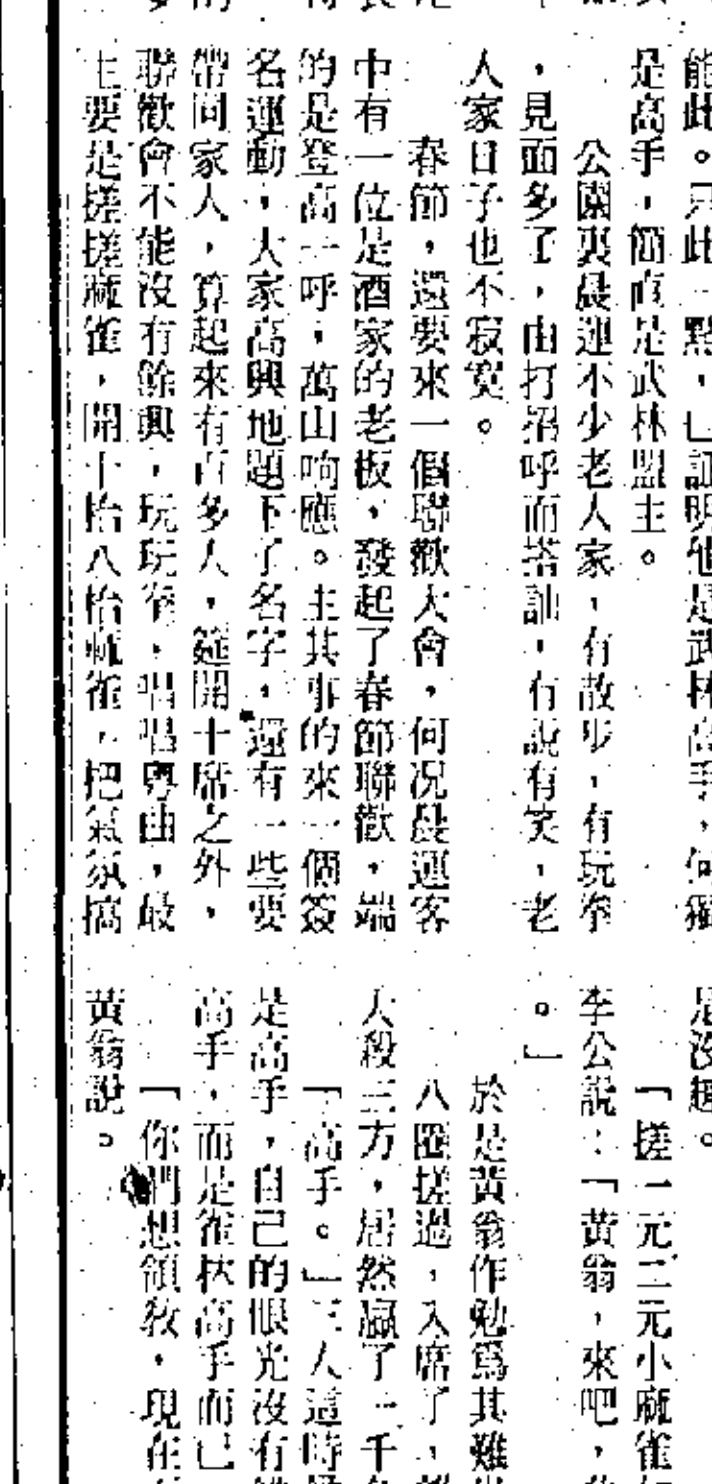 能此。只此一點，已証明他是武林高手，何獨
是高手，簡直是武林盟主。
公園裏晨運不少老人家，有散步，有玩拳
，見面多了，由打招呼而搭訕，有說有笑，老
人家日子也不寂寞。
春節，還要來一個聯歡大會，何况晨運客
中有一位是酒家的老板，發起了春節聯歡，端
的是登高一呼，萬山响應。主其事的來一個簽
名運動，大家高興地題下了名字，還有一些要
帶同家人，算起來有百多人，筵開十席之外，
聯歡會不能沒有餘興，玩玩拳，唱唱粵曲，最
主要是搓搓麻雀，開十枱八枱麻雀，把氣氛搞
是沒趣。
「搓一元二元小麻雀
李公說：「黃翁，來吧，
。」
於是黃翁作勉爲其難
八圈搓過，入席了，
大殺三方，居然贏了二千
「高手。」三人這時
是高手，自己的眼光沒有
高手，而是雀枱高手而已
「你們想領敎，現在
黃翁說。